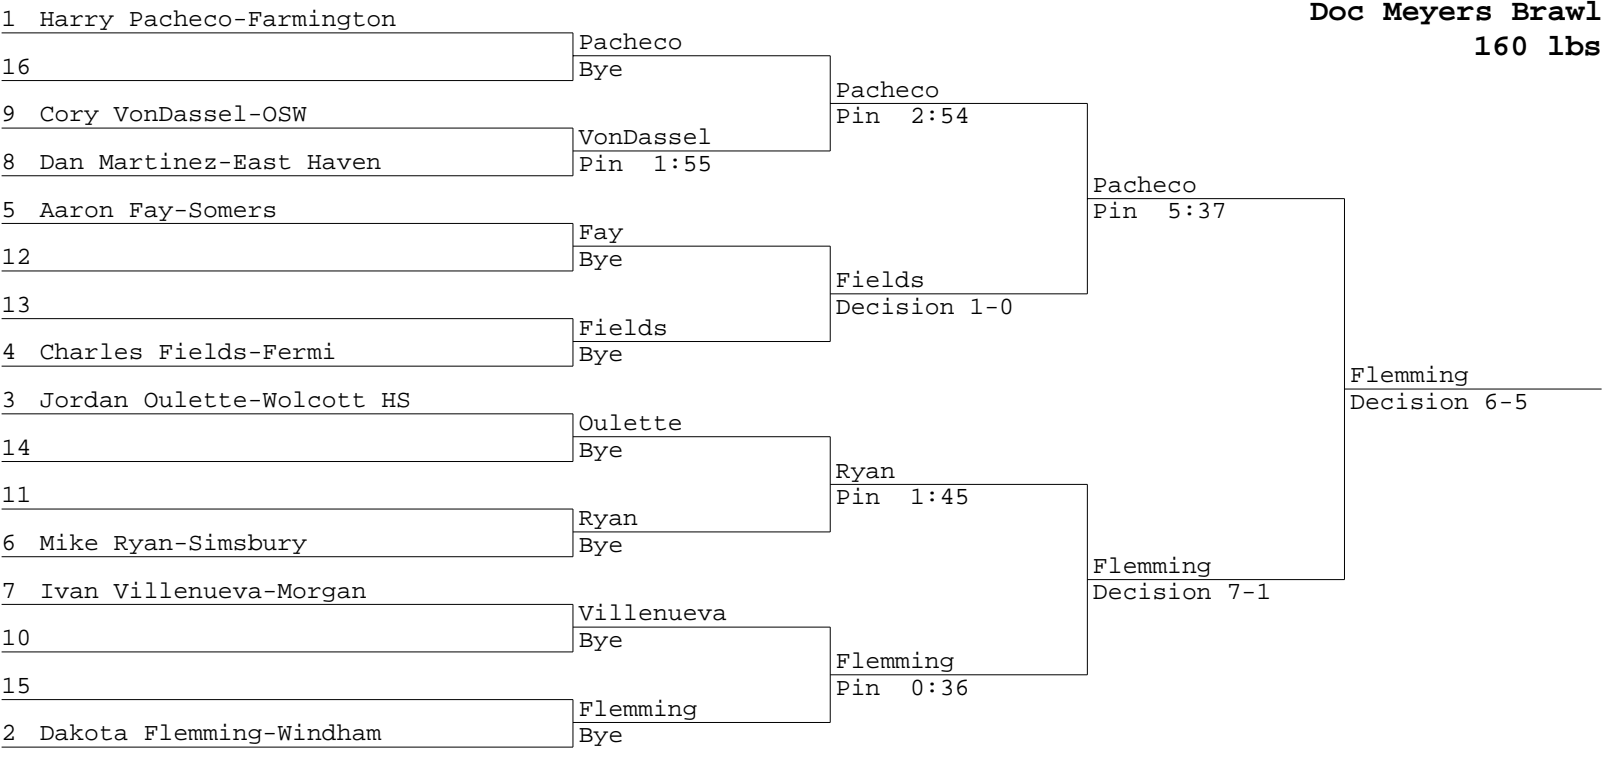 Doc Meyers Brawl
160 lbs
1 Harry Pacheco-Farmington
16
9 Cory VonDassel-OSW
8 Dan Martinez-East Haven
5 Aaron Fay-Somers
12
13
4 Charles Fields-Fermi
3 Jordan Oulette-Wolcott HS
14
11
6 Mike Ryan-Simsbury
7 Ivan Villenueva-Morgan
10
15
2 Dakota Flemming-Windham
Pacheco
Bye
VonDassel
Pin 1:55
Fay
Bye
Fields
Bye
Oulette
Bye
Ryan
Bye
Villenueva
Bye
Flemming
Bye
Pacheco
Pin 2:54
Fields
Decision 1-0
Ryan
Pin 1:45
Flemming
Pin 0:36
Pacheco
Pin 5:37
Flemming
Decision 7-1
Flemming
Decision 6-5